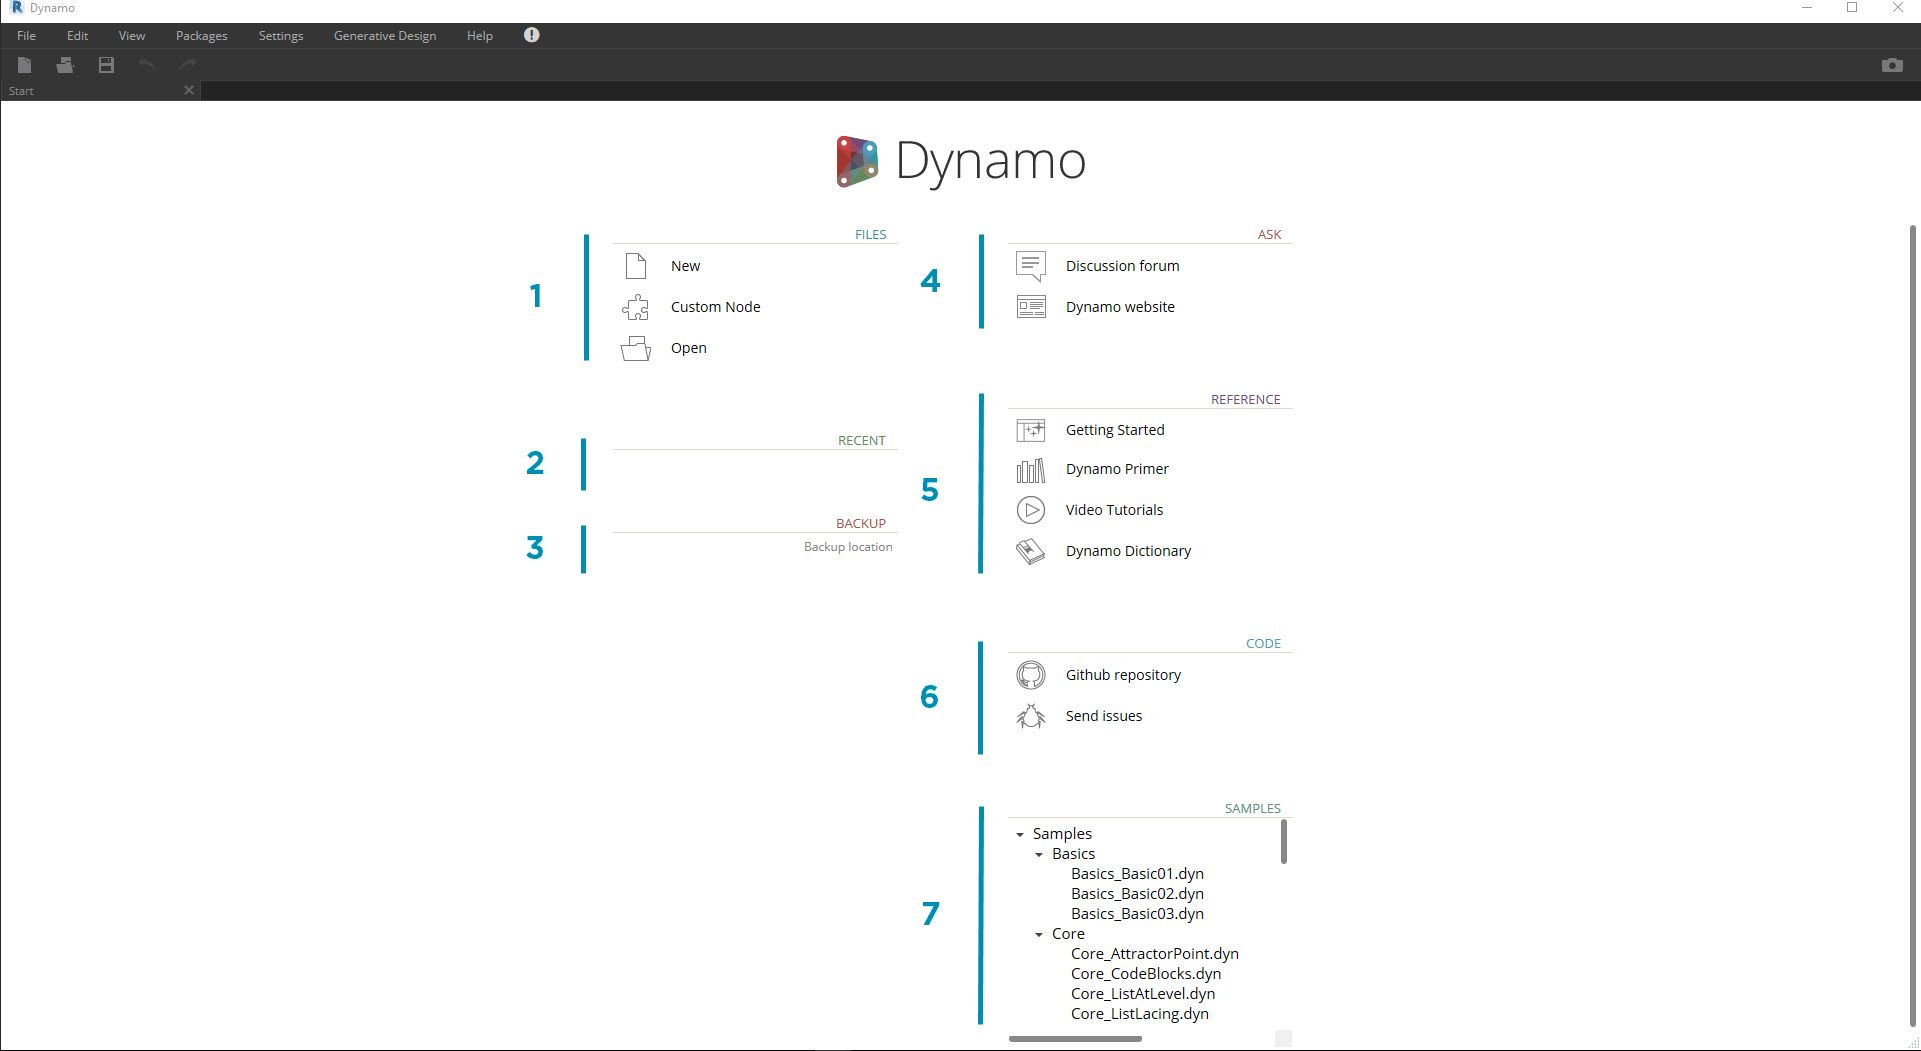 Dynamo
File Edit View Packages Settings Generative Design Help
Start
Dynamo
1
FILES
New
Custom Node
Open
2
RECENT
3
BACKUP
Backup location
4
ASK
Discussion forum
Dynamo website
5
REFERENCE
Getting Started
Dynamo Primer
Video Tutorials
Dynamo Dictionary
6
CODE
Github repository
Send issues
7
SAMPLES
Samples
Basics
Basics_Basic01.dyn
Basics_Basic02.dyn
Basics_Basic03.dyn
Core
Core_AttractorPoint.dyn
Core_CodeBlocks.dyn
Core_ListAtLevel.dyn
Core_ListLacing.dyn